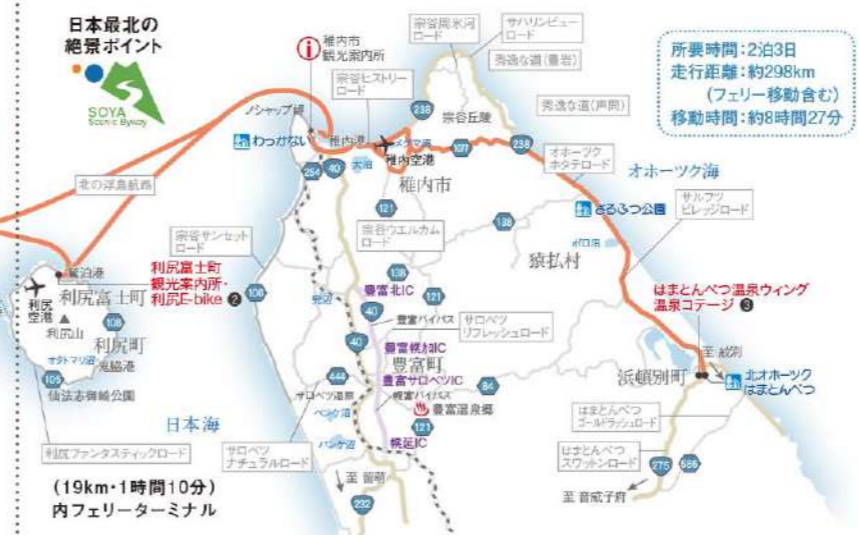 日本最北の
絶景ポイント
SOYA
Scenic Byway
稚内市
観光案内所
宗谷周氷河
ロード
サハリンビュー
ロード
秀逸な道(豊岩)
宗谷ヒストリー
ロード
238
宗谷丘陵
秀逸な道(声問)
所要時間:2泊3日
走行距離:約298km
(フェリー移動含む)
移動時間:約8時間27分
ノシャップ岬
わっかない
稚内港
メグマ沼
稚内空港
107
238
254
40
大沼
稚内市
オホーツク
ホタテロード
オホーツク海
北の浮島航路
121
138
さるふつ公園
サルフツ
ビレッジロード
宗谷サンセット
ロード
宗谷ウエルカム
ロード
ポロ沼
猿払村
鴛泊港
利尻富士町
観光案内所・
利尻E-bike ❷
利尻
空港
利尻富士町
利尻山
108
利尻町
オタトマリ沼
鬼脇港
105
仙法志御崎公園
利尻ファンタスティックロード
106
兜沼
138
豊富北IC
121
40
豊富バイパス
サロベツ
リフレッシュロード
40
豊富幌加IC
豊富町
444
豊富サロベツIC
84
サロベツ湿原
幌富バイパス
豊富温泉郷
ペンケ沼
121
パンケ沼
幌延IC
はまとんべつ温泉ウィング
温泉コテージ ❸
至 紋別
浜頓別町
北オホーツク
はまとんべつ
はまとんべつ
ゴールドラッシュロード
はまとんべつ
スワットンロード
275
586
至 音威子府
日本海
サロベツ
ナチュラルロード
至 留萌
232
(19km・1時間10分)
内フェリーターミナル